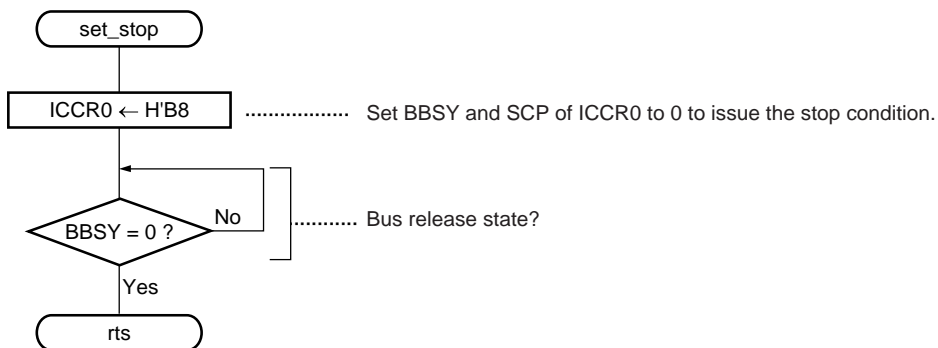 set_stop
ICCR0 ← H'B8
Set BBSY and SCP of ICCR0 to 0 to issue the stop condition.
No
BBSY = 0 ?
Bus release state?
Yes
rts